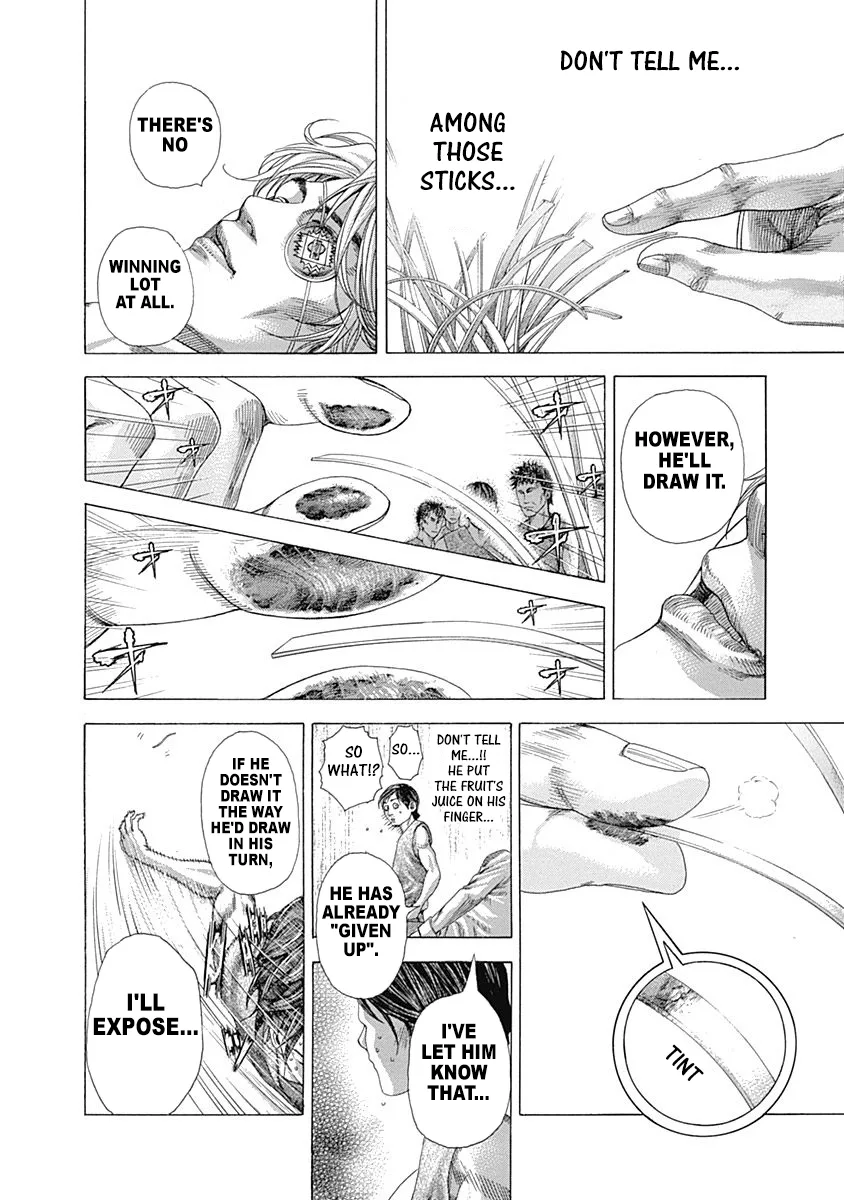 DON'T TELL ME...
AMONG
THOSE
STICKS...
THERE'S
NO
WINNING
LOT
AT ALL.
HOWEVER,
HE'LL
DRAW IT.
TINT
DON'T TELL
ME...!!
HE PUT
THE FRUIT'S
JUICE ON HIS
FINGER...
SO...
SO
WHAT!?
HE HAS
ALREADY
"GIVEN
UP".
I'VE
LET HIM
KNOW
THAT...
IF HE
DOESN'T
DRAW IT
THE WAY
HE'D DRAW
IN HIS
TURN,
I'LL
EXPOSE...